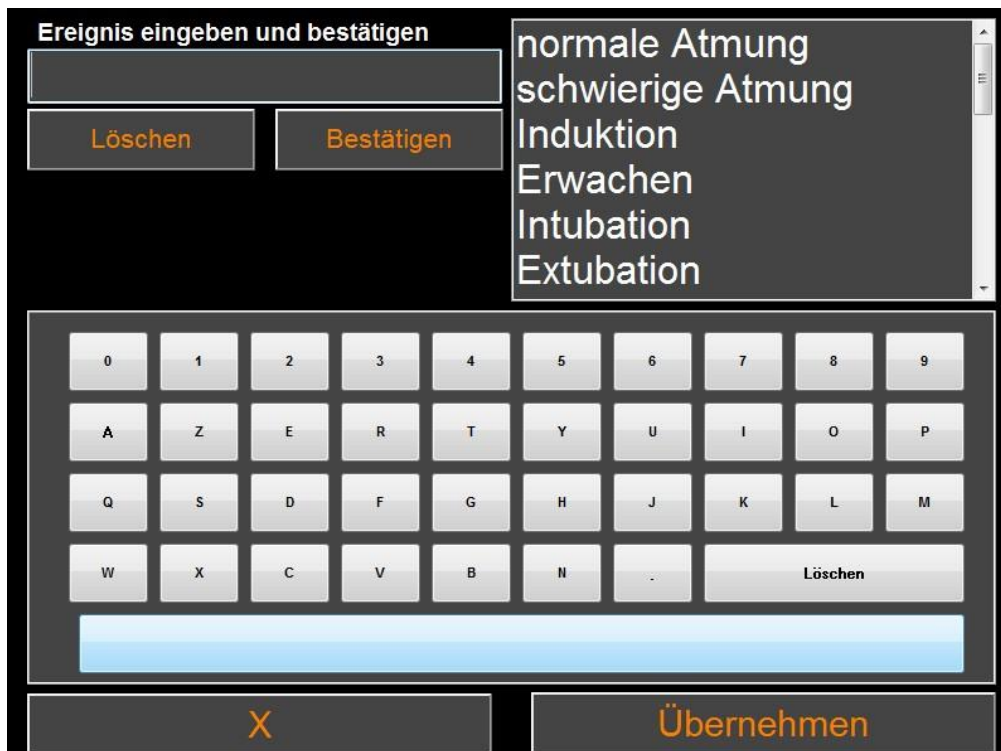 Ereignis eingeben und bestätigen
Löschen Bestätigen
normale Atmung
schwierige Atmung
Induktion
Erwachen
Intubation
Extubation
0 1 2 3 4 5 6 7 8 9
A Z E R T Y U I O P
Q S D F G H J K L M
W X C V B N . Löschen
X Übernehmen